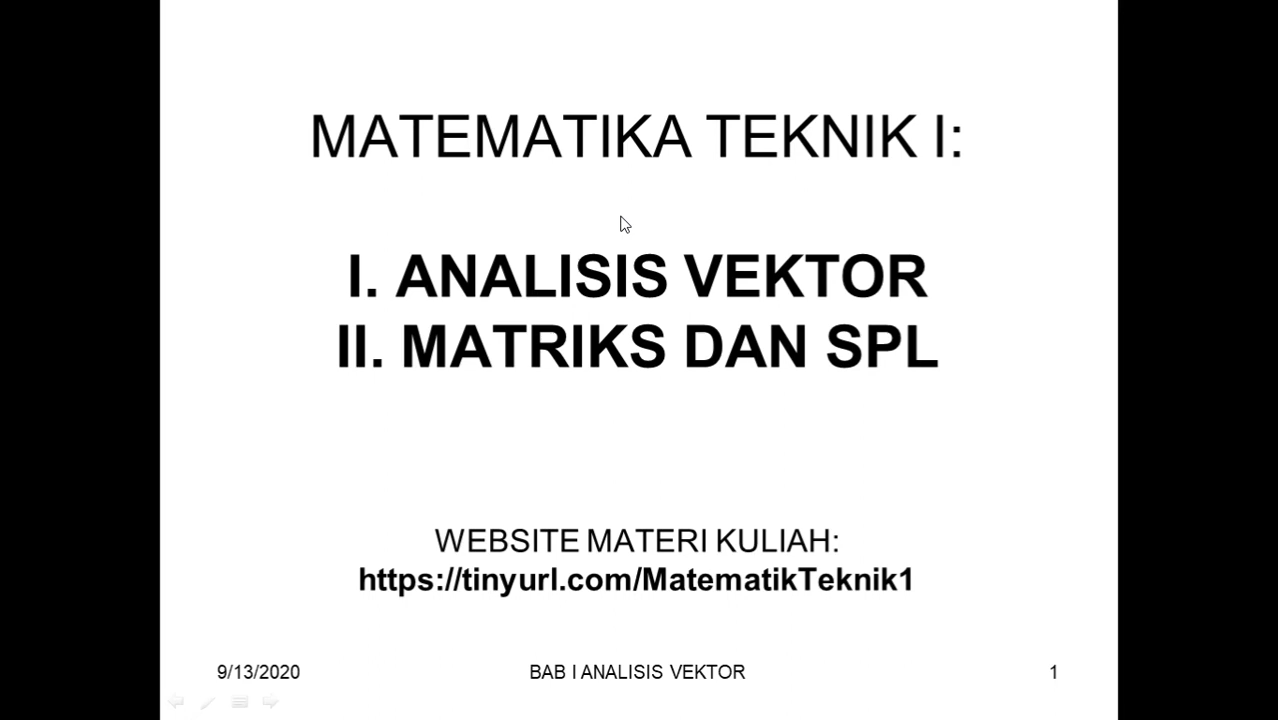 MATEMATIKA TEKNIK I:
I. ANALISIS VEKTOR
II. MATRIKS DAN SPL
WEBSITE MATERI KULIAH:
https://tinyurl.com/MatematikTeknik1
9/13/2020
BAB I ANALISIS VEKTOR
1